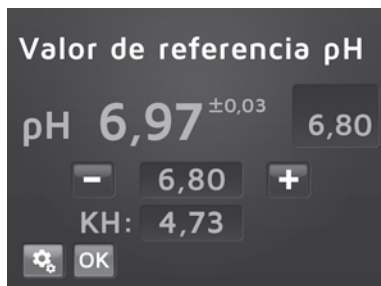 Valor de referencia pH
pH 6,97 ±0,03 6,80
− 6,80 +
KH: 4,73
OK